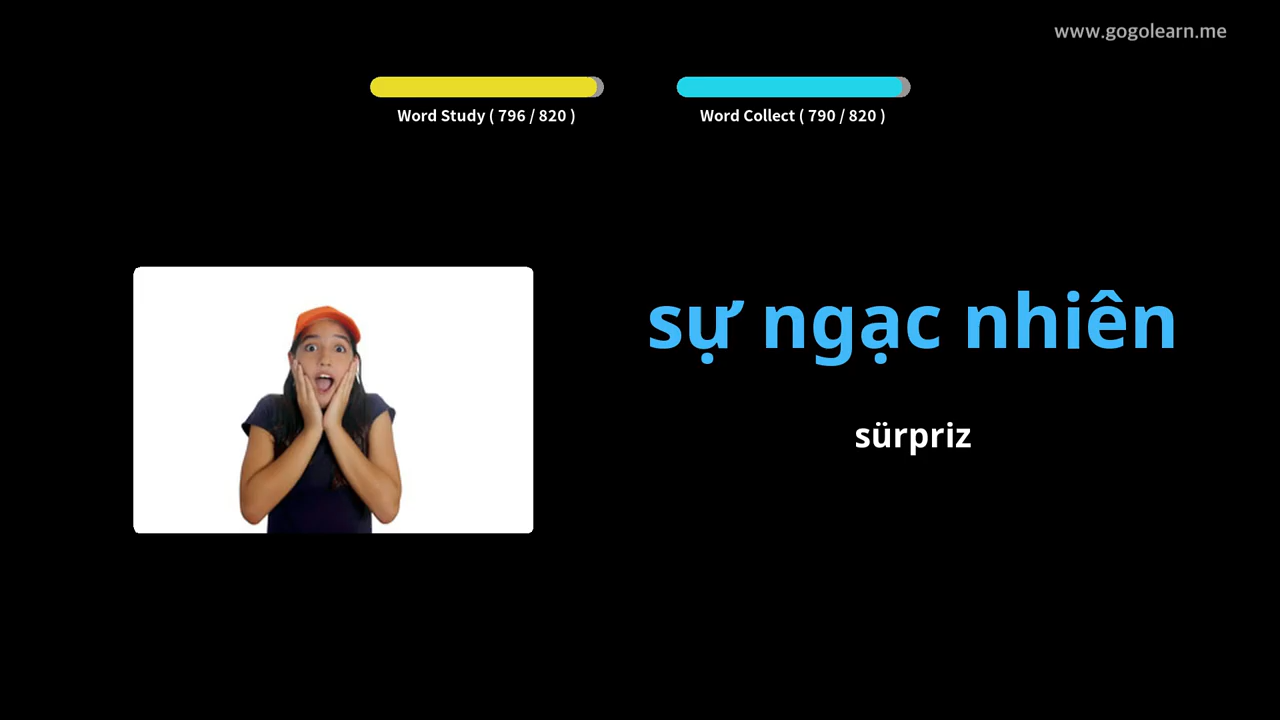 www.gogolearn.me
Word Study ( 796 / 820 )
Word Collect ( 790 / 820 )
sự ngạc nhiên
sürpriz